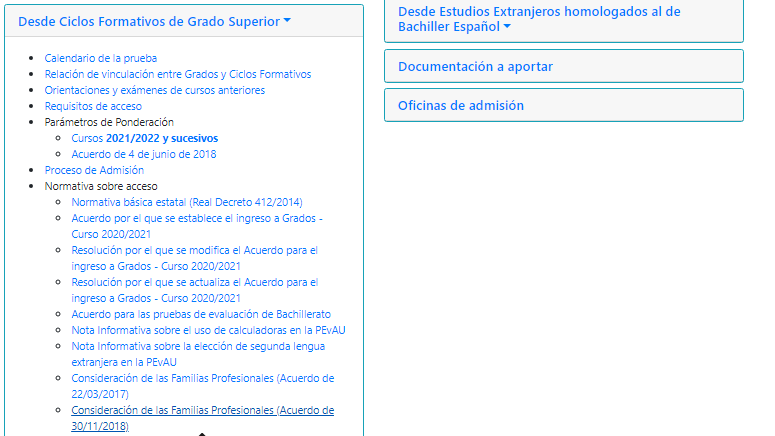 Desde Ciclos Formativos de Grado Superior
Calendario de la prueba
Relación de vinculación entre Grados y Ciclos Formativos
Orientaciones y exámenes de cursos anteriores
Requisitos de acceso
Parámetros de Ponderación
Cursos 2021/2022 y sucesivos
Acuerdo de 4 de junio de 2018
Proceso de Admisión
Normativa sobre acceso
Normativa básica estatal (Real Decreto 412/2014)
Acuerdo por el que se establece el ingreso a Grados -
Curso 2020/2021
Resolución por el que se modifica el Acuerdo para el
ingreso a Grados - Curso 2020/2021
Resolución por el que se actualiza el Acuerdo para el
ingreso a Grados - Curso 2020/2021
Acuerdo para las pruebas de evaluación de Bachillerato
Nota Informativa sobre el uso de calculadoras en la PEvAU
Nota Informativa sobre la elección de segunda lengua
extranjera en la PEvAU
Consideración de las Familias Profesionales (Acuerdo de
22/03/2017)
Consideración de las Familias Profesionales (Acuerdo de
30/11/2018)
Desde Estudios Extranjeros homologados al de
Bachiller Español
Documentación a aportar
Oficinas de admisión